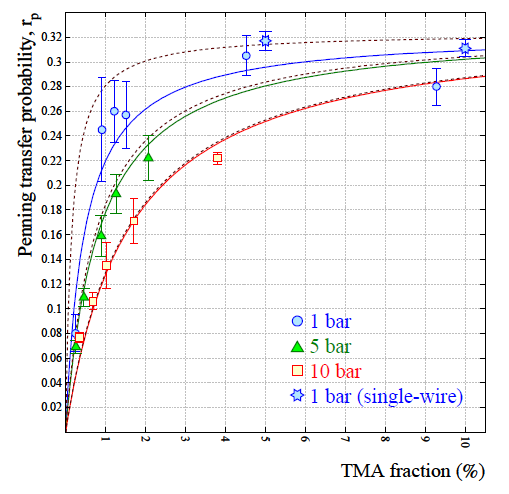 Penning transfer probability, rp
0.32
0.3
0.28
0.26
0.24
0.22
0.2
0.18
0.16
0.14
0.12
0.1
0.08
0.06
0.04
0.02
1 bar
5 bar
10 bar
1 bar (single-wire)
1 2 3 4 5 6 7 8 9 10
TMA fraction (%)